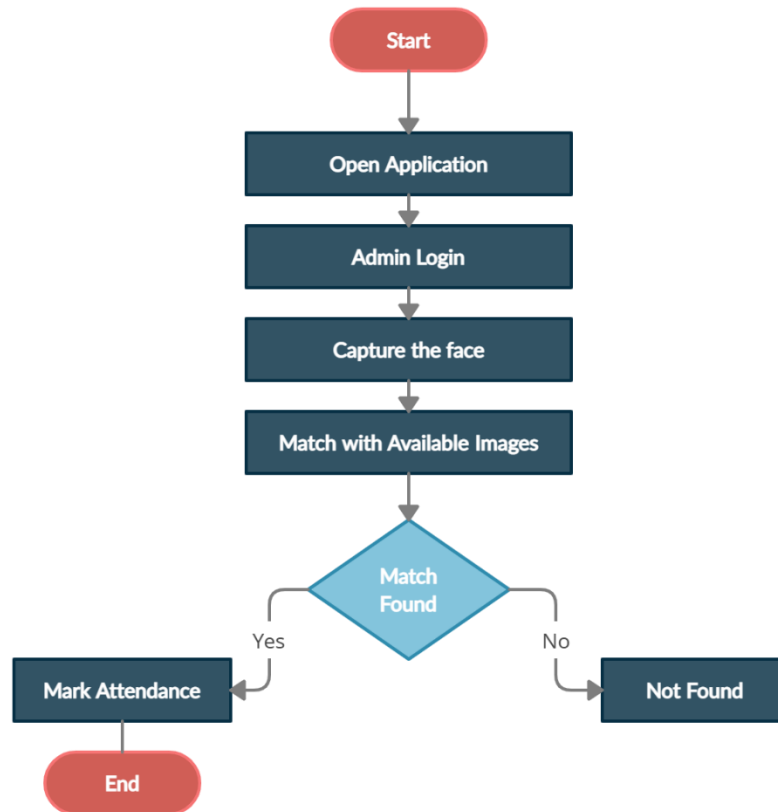 Start
Open Application
Admin Login
Capture the face
Match with Available Images
Match
Found
Yes
No
Mark Attendance
Not Found
End